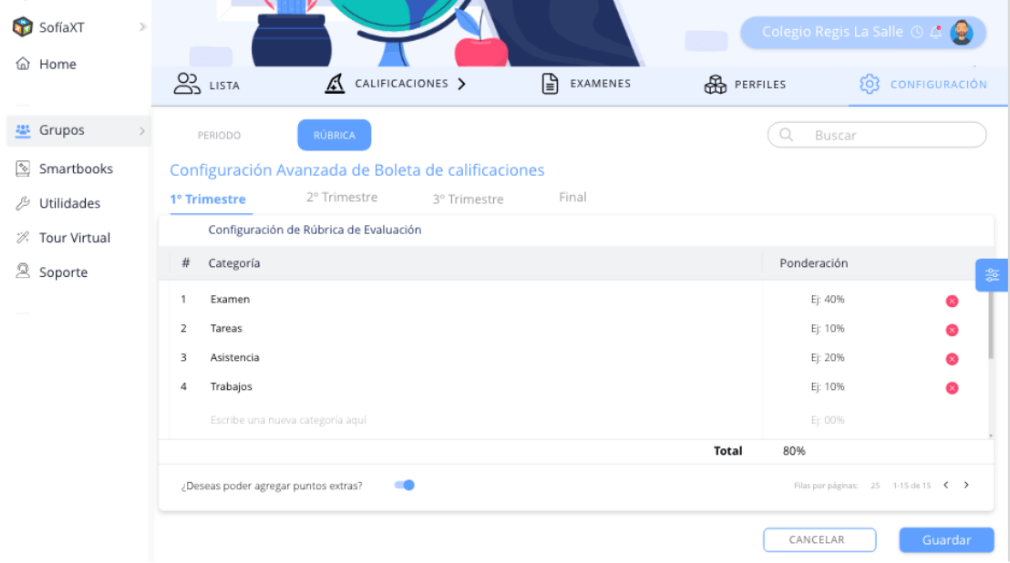 SofíaXT
Home
Grupos
Smartbooks
Utilidades
Tour Virtual
Soporte
Colegio Regis La Salle
LISTA
CALIFICACIONES
EXAMENES
PERFILES
CONFIGURACIÓN
PERIODO
RÚBRICA
Buscar
Configuración Avanzada de Boleta de calificaciones
1° Trimestre
2° Trimestre
3° Trimestre
Final
Configuración de Rúbrica de Evaluación
# Categoría Ponderación
1 Examen Ej: 40%
2 Tareas Ej: 10%
3 Asistencia Ej: 20%
4 Trabajos Ej: 10%
Escribe una nueva categoría aquí Ej: 00%
Total 80%
¿Deseas poder agregar puntos extras?
Filas por páginas: 25 1-15 de 15
CANCELAR
Guardar